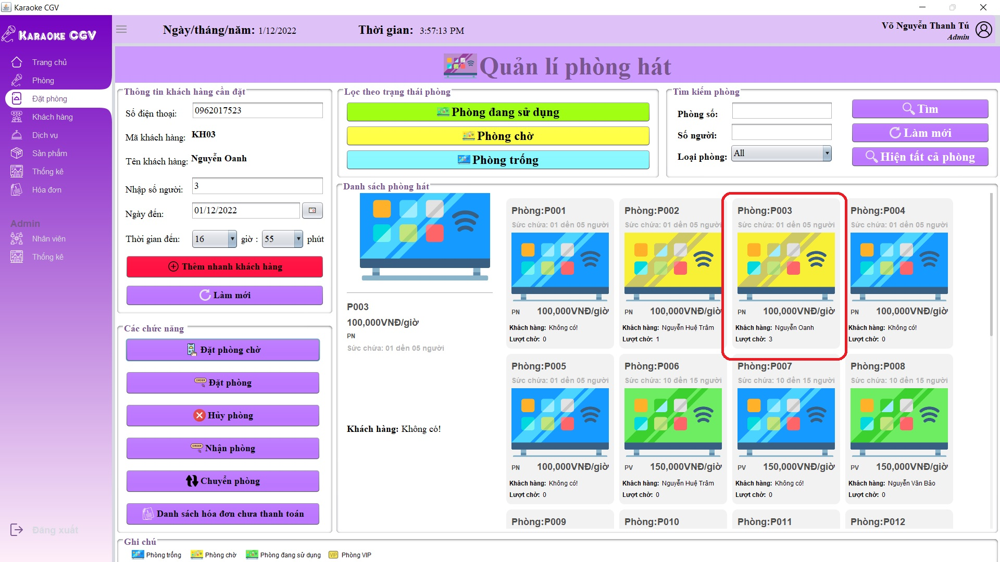 Karaoke CGV
KARAOKE CGV
Trang chủ
Phòng
Đặt phòng
Khách hàng
Dịch vụ
Sản phẩm
Thống kê
Hóa đơn
Admin
Nhân viên
Thống kê
Đăng xuất
Ngày/tháng/năm: 1/12/2022
Thời gian: 3:57:13 PM
Võ Nguyễn Thanh Tú
Admin
Quản lí phòng hát
Thông tin khách hàng cần đặt
Số điện thoại: 0962017523
Mã khách hàng: KH03
Tên khách hàng: Nguyễn Oanh
Nhập số người: 3
Ngày đến: 01/12/2022
Thời gian đến: 16 giờ : 55 phút
Thêm nhanh khách hàng
Làm mới
Các chức năng
Đặt phòng chờ
ORDER Đặt phòng
Hủy phòng
ORDER Nhận phòng
Chuyển phòng
Danh sách hóa đơn chưa thanh toán
Lọc theo trạng thái phòng
Phòng đang sử dụng
Phòng chờ
Phòng trống
Tìm kiếm phòng
Phòng số:
Số người:
Loại phòng: All
Tìm
Làm mới
Hiện tất cả phòng
Danh sách phòng hát
P003
100,000VNĐ/giờ
PN
Sức chứa: 01 dến 05 người
Khách hàng: Không có!
Phòng:P001
Sức chứa: 01 dến 05 người
PN 100,000VNĐ/giờ
Khách hàng: Không có!
Lượt chờ: 0
Phòng:P002
Sức chứa: 01 dến 05 người
PN 100,000VNĐ/giờ
Khách hàng: Nguyễn Huệ Trâm
Lượt chờ: 1
Phòng:P003
Sức chứa: 01 dến 05 người
PN 100,000VNĐ/giờ
Khách hàng: Nguyễn Oanh
Lượt chờ: 3
Phòng:P004
Sức chứa: 01 dến 05 người
PN 100,000VNĐ/giờ
Khách hàng: Không có!
Lượt chờ: 0
Phòng:P005
Sức chứa: 01 dến 05 người
PN 100,000VNĐ/giờ
Khách hàng: Không có!
Lượt chờ: 0
Phòng:P006
Sức chứa: 10 dến 15 người
PV 150,000VNĐ/giờ
Khách hàng: Nguyễn Huệ Trâm
Lượt chờ: 0
Phòng:P007
Sức chứa: 10 dến 15 người
PV 150,000VNĐ/giờ
Khách hàng: Không có!
Lượt chờ: 0
Phòng:P008
Sức chứa: 10 dến 15 người
PV 150,000VNĐ/giờ
Khách hàng: Nguyễn Văn Bảo
Lượt chờ: 0
Phòng:P009
Phòng:P010
Phòng:P011
Phòng:P012
Ghi chú
Phòng trống
Phòng chờ
Phòng đang sử dụng
VIP Phòng VIP